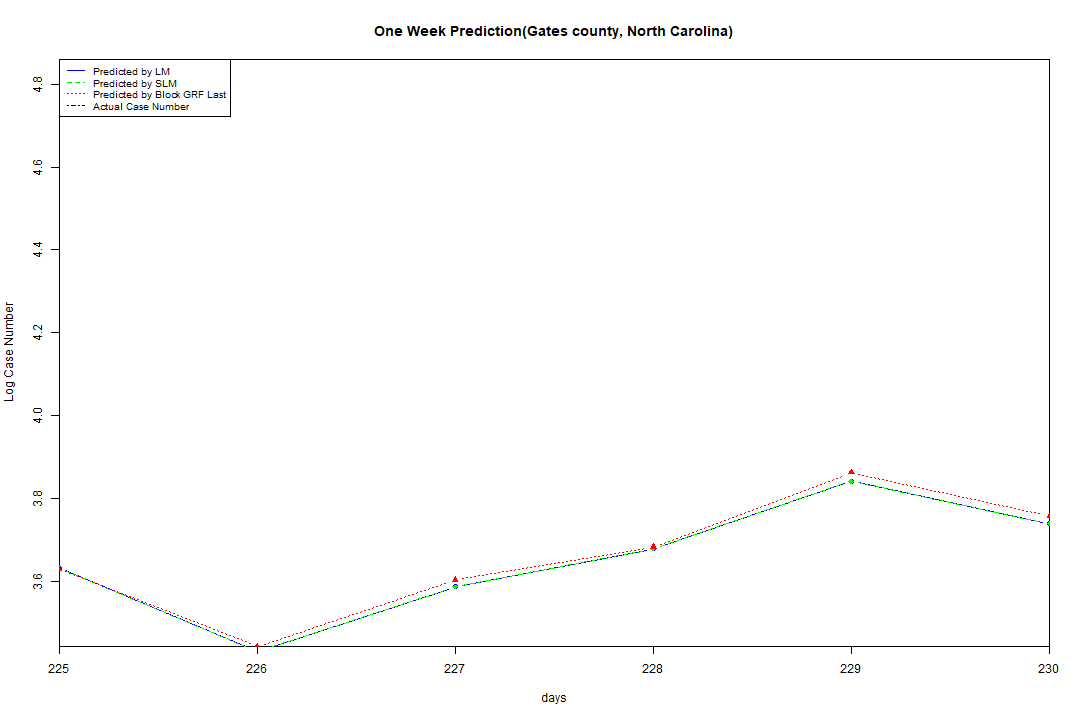 One Week Prediction(Gates county, North Carolina)
Predicted by LM
Predicted by SLM
Predicted by Block GRF Last
Actual Case Number
Log Case Number
4.8
4.6
4.4
4.2
4.0
3.8
3.6
225 226 227 228 229 230
days